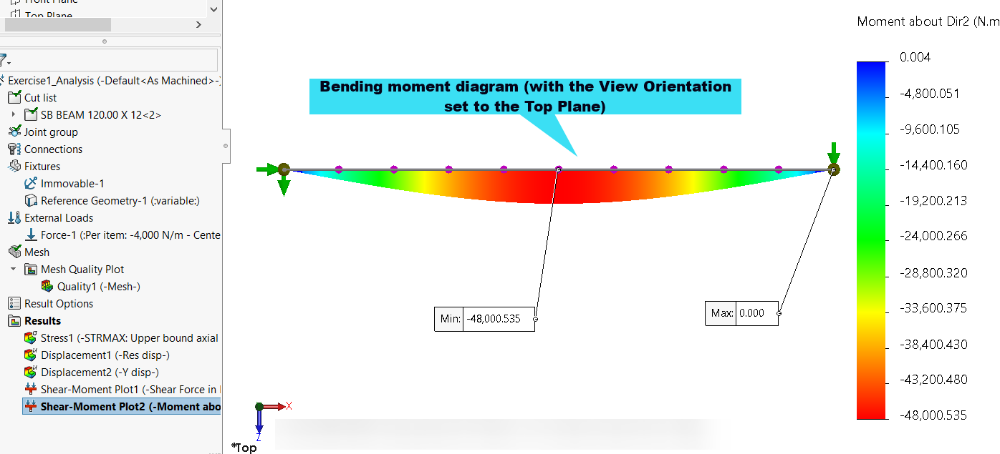 Front Plane
Top Plane
Exercise1_Analysis (-Default<As Machined>-)
Cut list
SB BEAM 120.00 X 12<2>
Joint group
Connections
Fixtures
Immovable-1
Reference Geometry-1 (:variable:)
External Loads
Force-1 (:Per item: -4,000 N/m - Cente
Mesh
Mesh Quality Plot
Quality1 (-Mesh-)
Result Options
Results
Stress1 (-STRMAX: Upper bound axial
Displacement1 (-Res disp-)
Displacement2 (-Y disp-)
Shear-Moment Plot1 (-Shear Force in
Shear-Moment Plot2 (-Moment abo
Bending moment diagram (with the View Orientation
set to the Top Plane)
Min: -48,000.535
Max: 0.000
X
Z
*Top
Moment about Dir2 (N.m
0.004
-4,800.051
-9,600.105
-14,400.160
-19,200.213
-24,000.266
-28,800.320
-33,600.375
-38,400.430
-43,200.480
-48,000.535